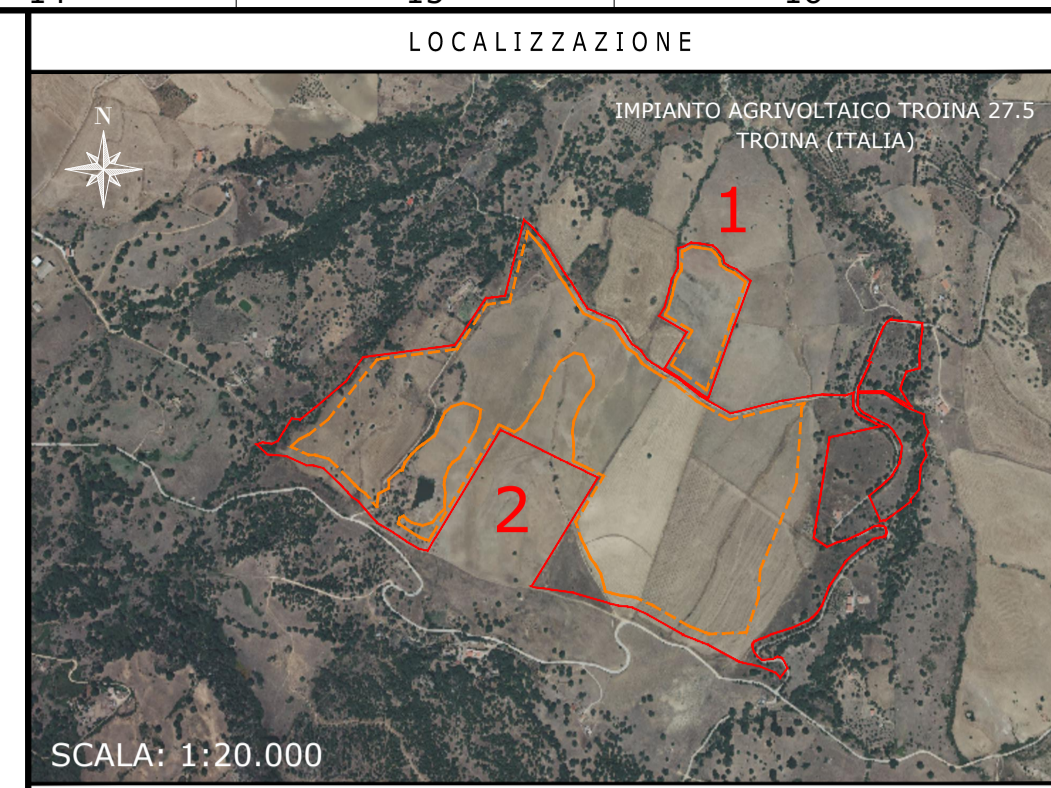 LOCALIZZAZIONE
IMPIANTO AGRIVOLTAICO TROINA 27.5
TROINA (ITALIA)
N
1
2
SCALA: 1:20.000